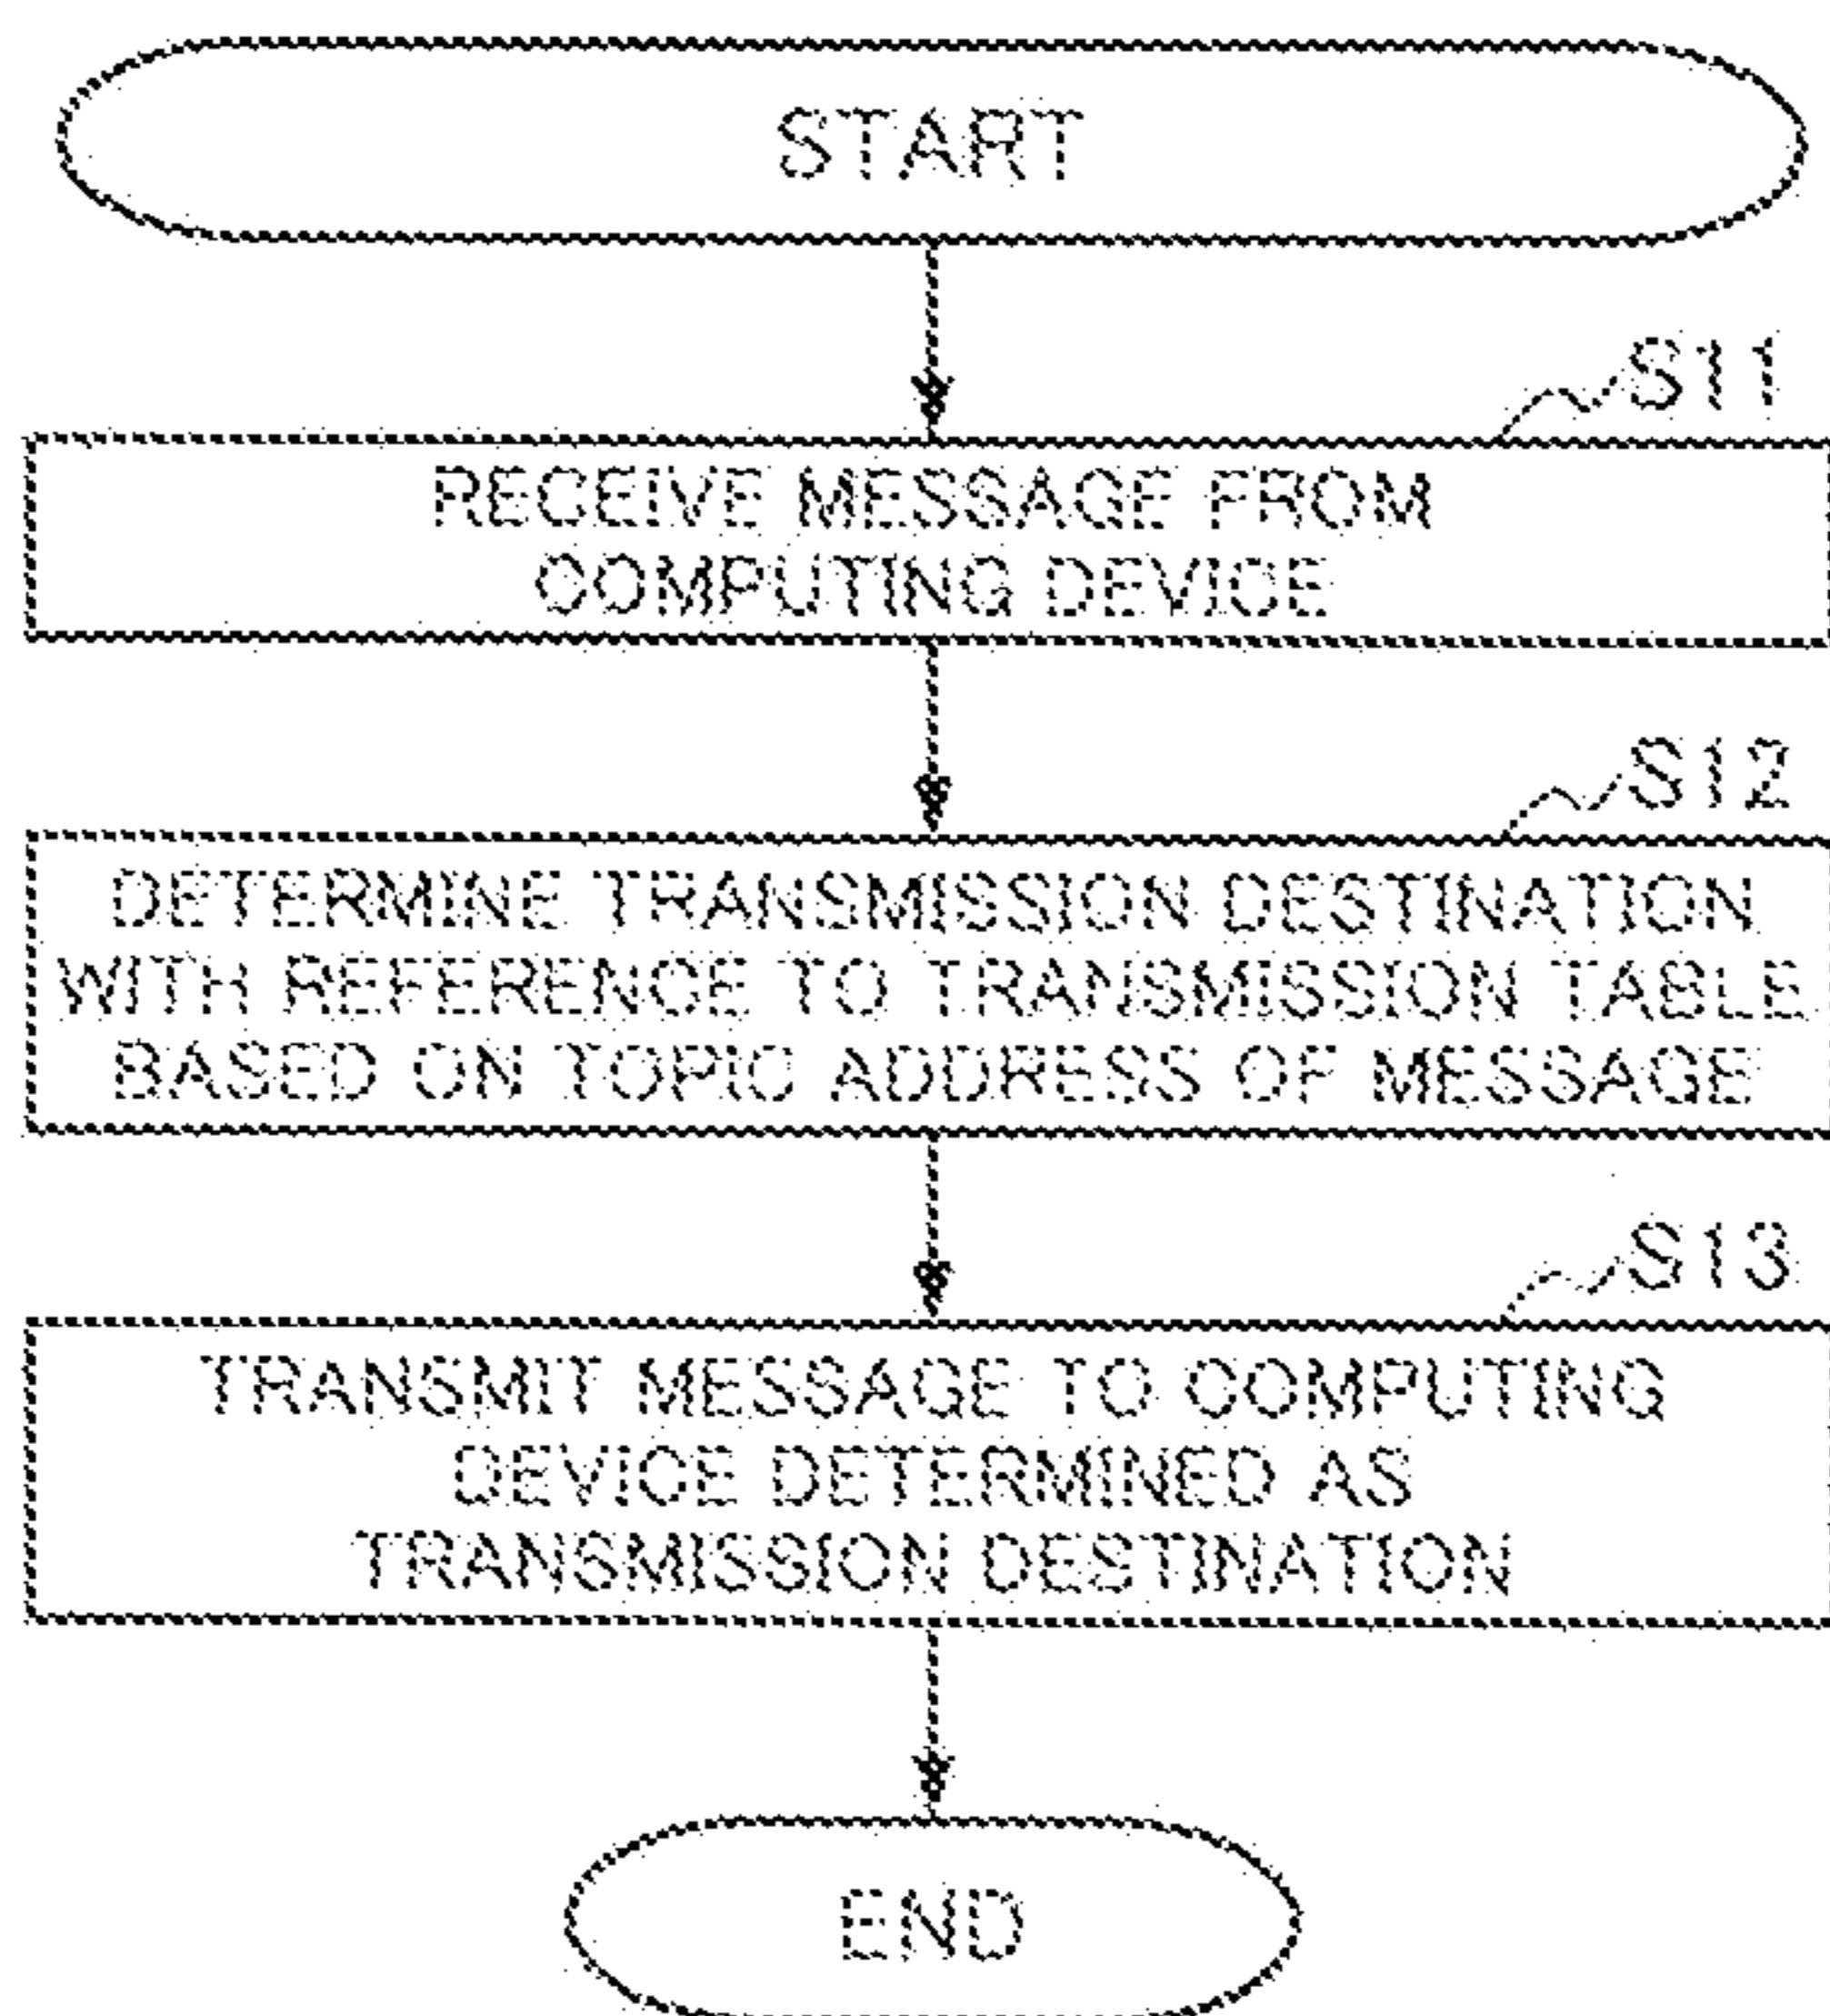 START
S11
RECEIVE MESSAGE FROM
COMPUTING DEVICE
S12
DETERMINE TRANSMISSION DESTINATION
WITH REFERENCE TO TRANSMISSION TABLE
BASED ON TOPIC ADDRESS OF MESSAGE
S13
TRANSMIT MESSAGE TO COMPUTING
DEVICE DETERMINED AS
TRANSMISSION DESTINATION
END